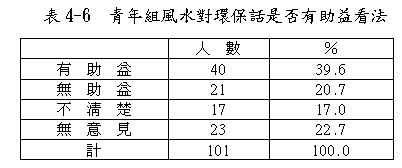 表 4-6 青年組風水對環保話是否有助益看法
人 數 %
有 助 益 40 39.6
無 助 益 21 20.7
不 清 楚 17 17.0
無 意 見 23 22.7
計 101 100.0